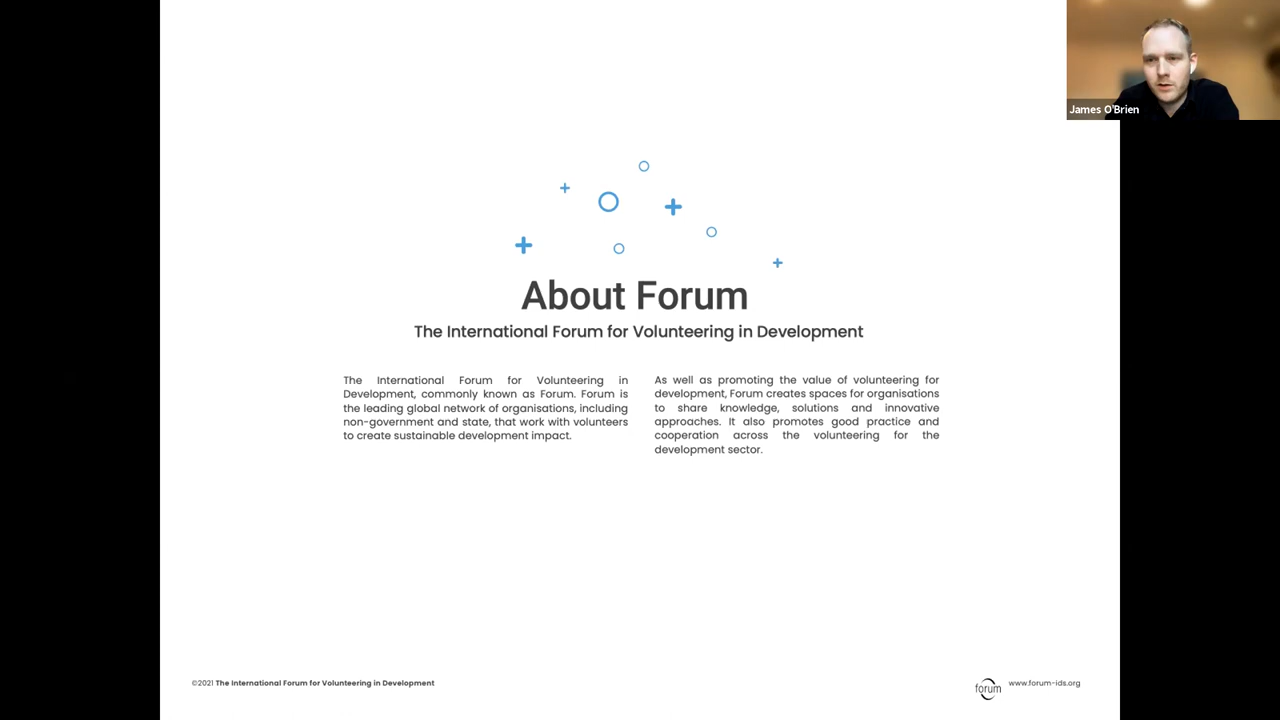 James O'Brien
About Forum
The International Forum for Volunteering in Development
The International Forum for Volunteering in
Development, commonly known as Forum. Forum is
the leading global network of organisations, including
non-government and state, that work with volunteers
to create sustainable development impact.
As well as promoting the value of volunteering for
development, Forum creates spaces for organisations
to share knowledge, solutions and innovative
approaches. It also promotes good practice and
cooperation across the volunteering for the
development sector.
©2021 The International Forum for Volunteering in Development
forum
www.forum-ids.org